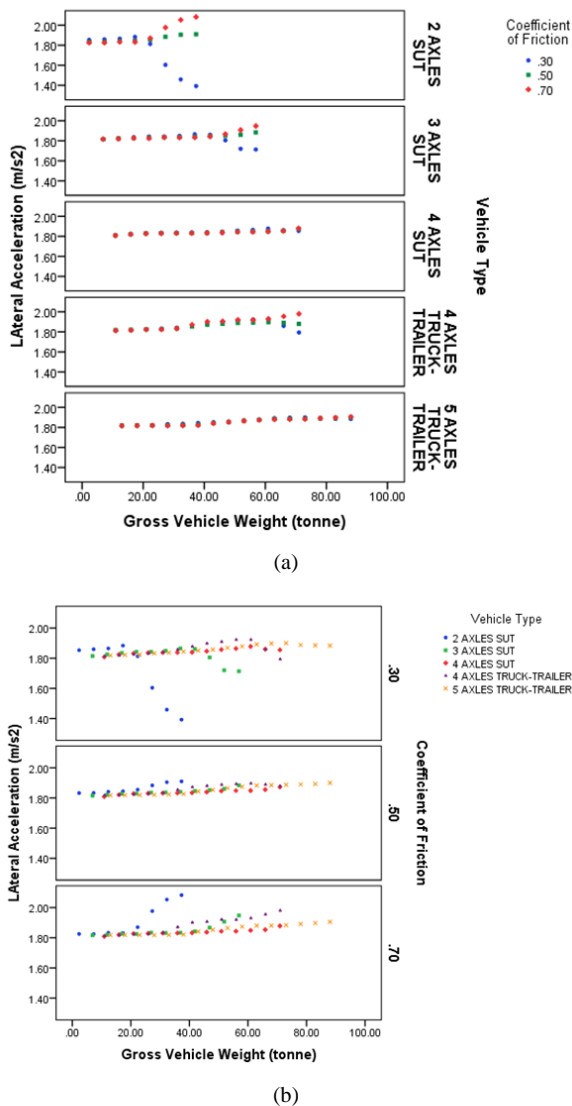 Coefficient
of Friction
.30
.50
.70
LAteral Acceleration (m/s2)
2.00
1.80
1.60
1.40
2.00
1.80
1.60
1.40
2.00
1.80
1.60
1.40
2.00
1.80
1.60
1.40
2.00
1.80
1.60
1.40
2 AXLES
SUT
3 AXLES
SUT
4 AXLES
SUT
4 AXLES
TRUCK-
TRAILER
5 AXLES
TRUCK-
TRAILER
Vehicle Type
.00 20.00 40.00 60.00 80.00 100.00
Gross Vehicle Weight (tonne)
(a)
Vehicle Type
2 AXLES SUT
3 AXLES SUT
4 AXLES SUT
4 AXLES TRUCK-TRAILER
5 AXLES TRUCK-TRAILER
LAteral Acceleration (m/s2)
2.00
1.80
1.60
1.40
2.00
1.80
1.60
1.40
2.00
1.80
1.60
1.40
.30
.50
.70
Coefficient of Friction
.00 20.00 40.00 60.00 80.00 100.00
Gross Vehicle Weight (tonne)
(b)